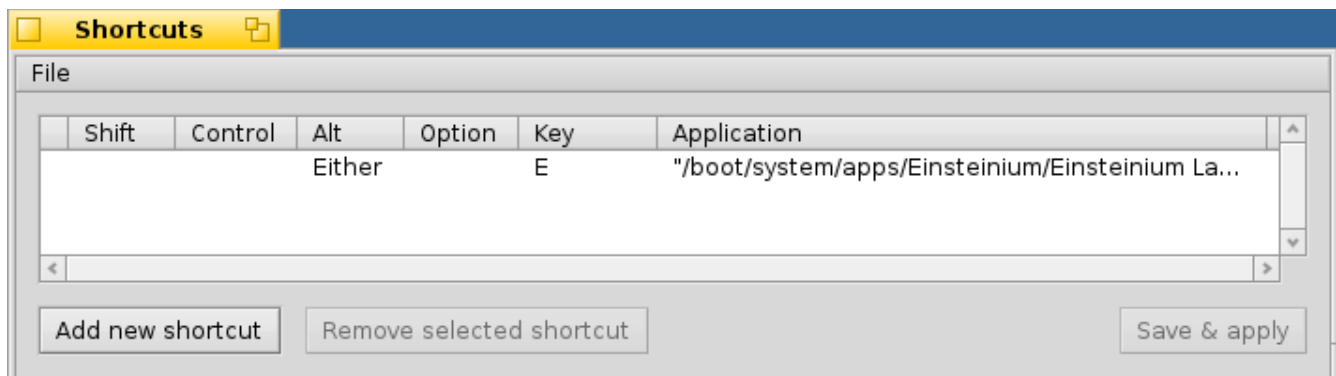 Shortcuts
File
Shift Control Alt Option Key Application
Either E "/boot/system/apps/Einsteinium/Einsteinium La...
Add new shortcut Remove selected shortcut Save & apply